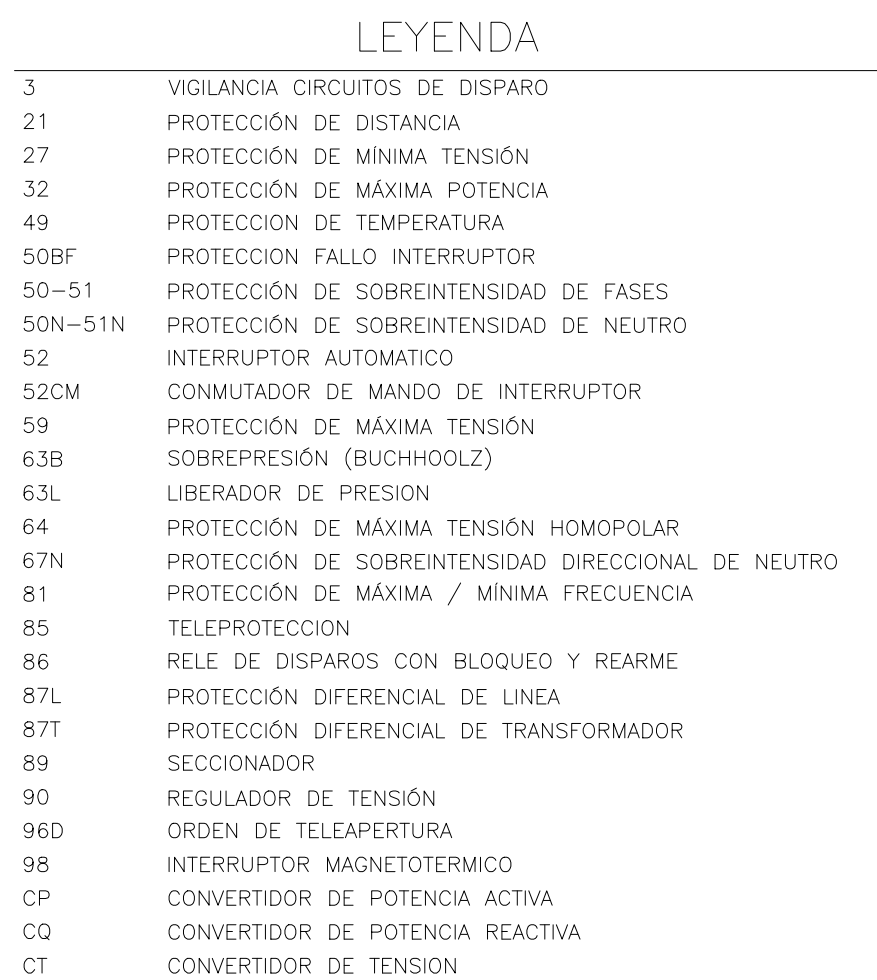 LEYENDA
3 VIGILANCIA CIRCUITOS DE DISPARO
21 PROTECCIÓN DE DISTANCIA
27 PROTECCIÓN DE MÍNIMA TENSIÓN
32 PROTECCIÓN DE MÁXIMA POTENCIA
49 PROTECCION DE TEMPERATURA
50BF PROTECCION FALLO INTERRUPTOR
50-51 PROTECCIÓN DE SOBREINTENSIDAD DE FASES
50N-51N PROTECCIÓN DE SOBREINTENSIDAD DE NEUTRO
52 INTERRUPTOR AUTOMATICO
52CM CONMUTADOR DE MANDO DE INTERRUPTOR
59 PROTECCIÓN DE MÁXIMA TENSIÓN
63B SOBREPRESIÓN (BUCHHOOLZ)
63L LIBERADOR DE PRESION
64 PROTECCIÓN DE MÁXIMA TENSIÓN HOMOPOLAR
67N PROTECCIÓN DE SOBREINTENSIDAD DIRECCIONAL DE NEUTRO
81 PROTECCIÓN DE MÁXIMA / MÍNIMA FRECUENCIA
85 TELEPROTECCION
86 RELE DE DISPAROS CON BLOQUEO Y REARME
87L PROTECCIÓN DIFERENCIAL DE LINEA
87T PROTECCIÓN DIFERENCIAL DE TRANSFORMADOR
89 SECCIONADOR
90 REGULADOR DE TENSIÓN
96D ORDEN DE TELEAPERTURA
98 INTERRUPTOR MAGNETOTERMICO
CP CONVERTIDOR DE POTENCIA ACTIVA
CQ CONVERTIDOR DE POTENCIA REACTIVA
CT CONVERTIDOR DE TENSION